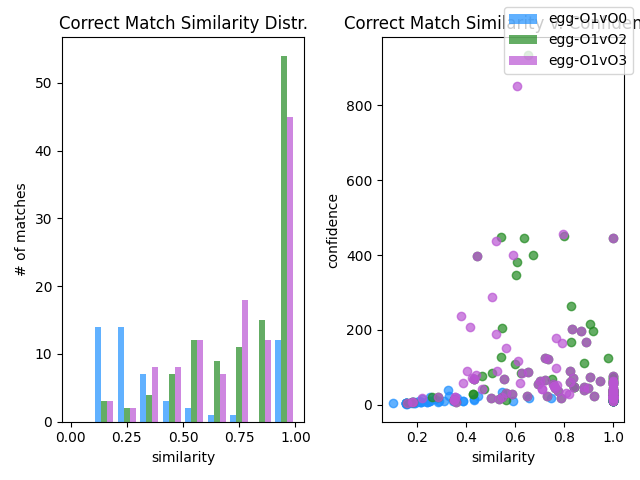 Correct Match Similarity Distr.
# of matches
50
40
30
20
10
0
0.00 0.25 0.50 0.75 1.00
similarity
Correct Match Similarity
egg-O1vO0
egg-O1vO2
egg-O1vO3
confidence
800
600
400
200
0
0.2 0.4 0.6 0.8 1.0
similarity